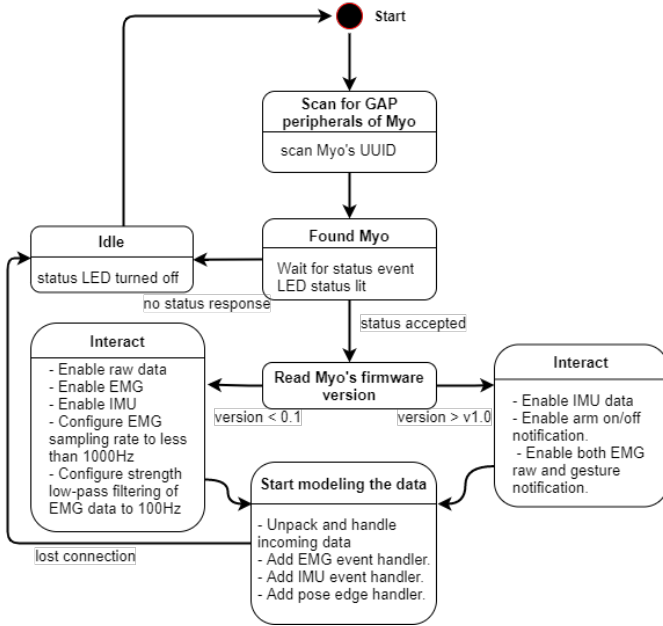 Start
Scan for GAP
peripherals of Myo
scan Myo's UUID
Idle
status LED turned off
Found Myo
Wait for status event
LED status lit
no status response
status accepted
Interact
- Enable raw data
- Enable EMG
- Enable IMU
- Configure EMG
sampling rate to less
than 1000Hz
- Configure strength
low-pass filtering of
EMG data to 100Hz
Read Myo's firmware
version
version < 0.1
version > v1.0
Interact
- Enable IMU data
- Enable arm on/off
notification.
- Enable both EMG
raw and gesture
notification.
Start modeling the data
- Unpack and handle
incoming data
- Add EMG event handler.
- Add IMU event handler.
- Add pose edge handler.
lost connection